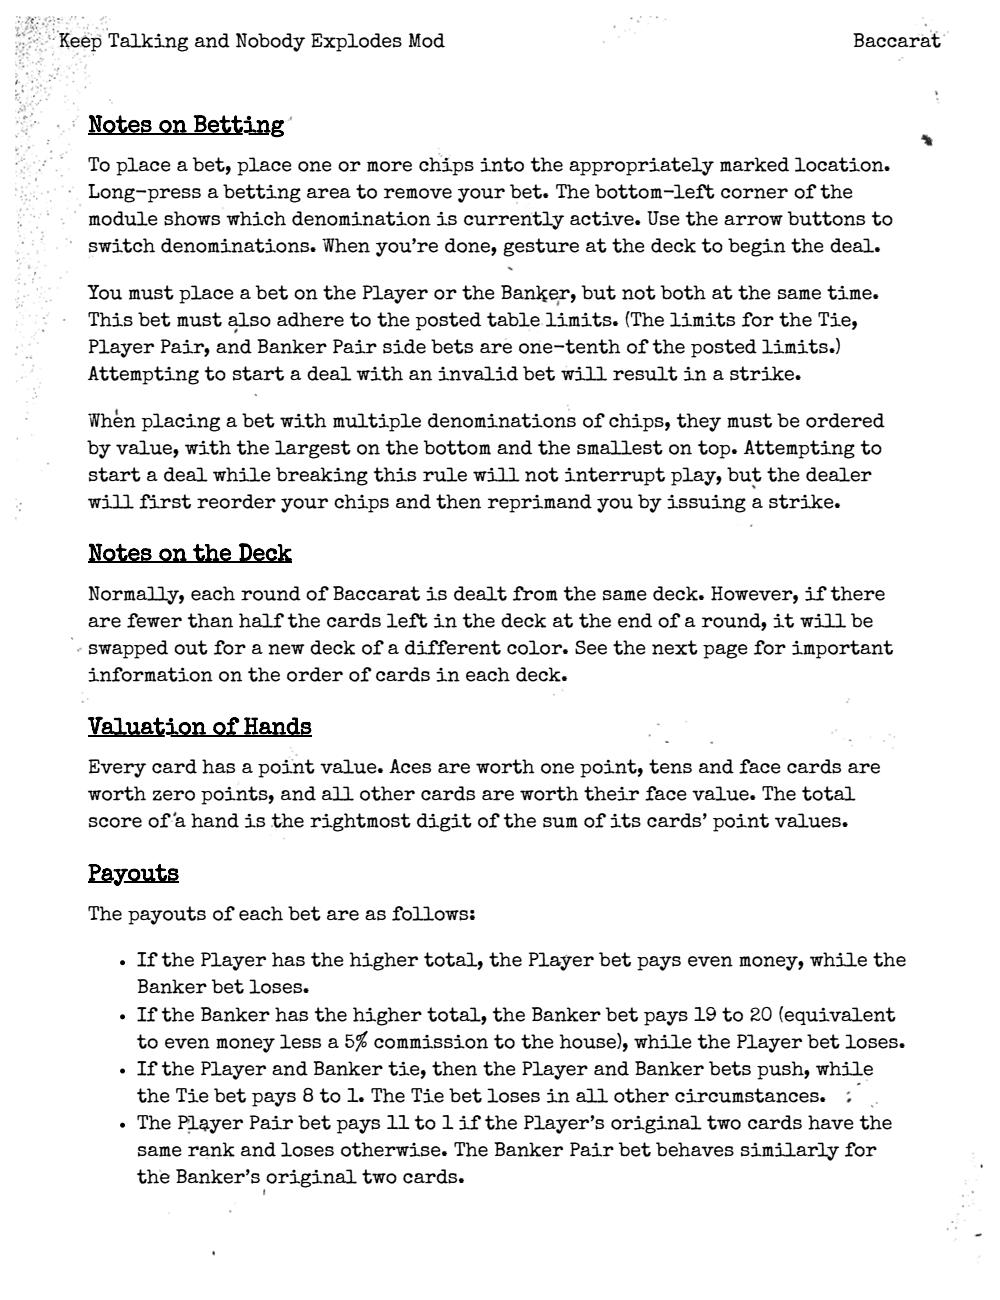 Keep Talking and Nobody Explodes Mod
Baccarat
Notes on Betting
To place a bet, place one or more chips into the appropriately marked location.
Long-press a betting area to remove your bet. The bottom-left corner of the
module shows which denomination is currently active. Use the arrow buttons to
switch denominations. When you're done, gesture at the deck to begin the deal.
You must place a bet on the Player or the Banker, but not both at the same time.
This bet must also adhere to the posted table limits. (The limits for the Tie,
Player Pair, and Banker Pair side bets are one-tenth of the posted limits.)
Attempting to start a deal with an invalid bet will result in a strike.
When placing a bet with multiple denominations of chips, they must be ordered
by value, with the largest on the bottom and the smallest on top. Attempting to
start a deal while breaking this rule will not interrupt play, but the dealer
will first reorder your chips and then reprimand you by issuing a strike.
Notes on the Deck
Normally, each round of Baccarat is dealt from the same deck. However, if there
are fewer than half the cards left in the deck at the end of a round, it will be
swapped out for a new deck of a different color. See the next page for important
information on the order of cards in each deck.
Valuation of Hands
Every card has a point value. Aces are worth one point, tens and face cards are
worth zero points, and all other cards are worth their face value. The total
score of a hand is the rightmost digit of the sum of its cards' point values.
Payouts
The payouts of each bet are as follows:
• If the Player has the higher total, the Player bet pays even money, while the
Banker bet loses.
• If the Banker has the higher total, the Banker bet pays 19 to 20 (equivalent
to even money less a 5% commission to the house), while the Player bet loses.
• If the Player and Banker tie, then the Player and Banker bets push, while
the Tie bet pays 8 to 1. The Tie bet loses in all other circumstances.
• The Player Pair bet pays 11 to 1 if the Player's original two cards have the
same rank and loses otherwise. The Banker Pair bet behaves similarly for
the Banker's original two cards.